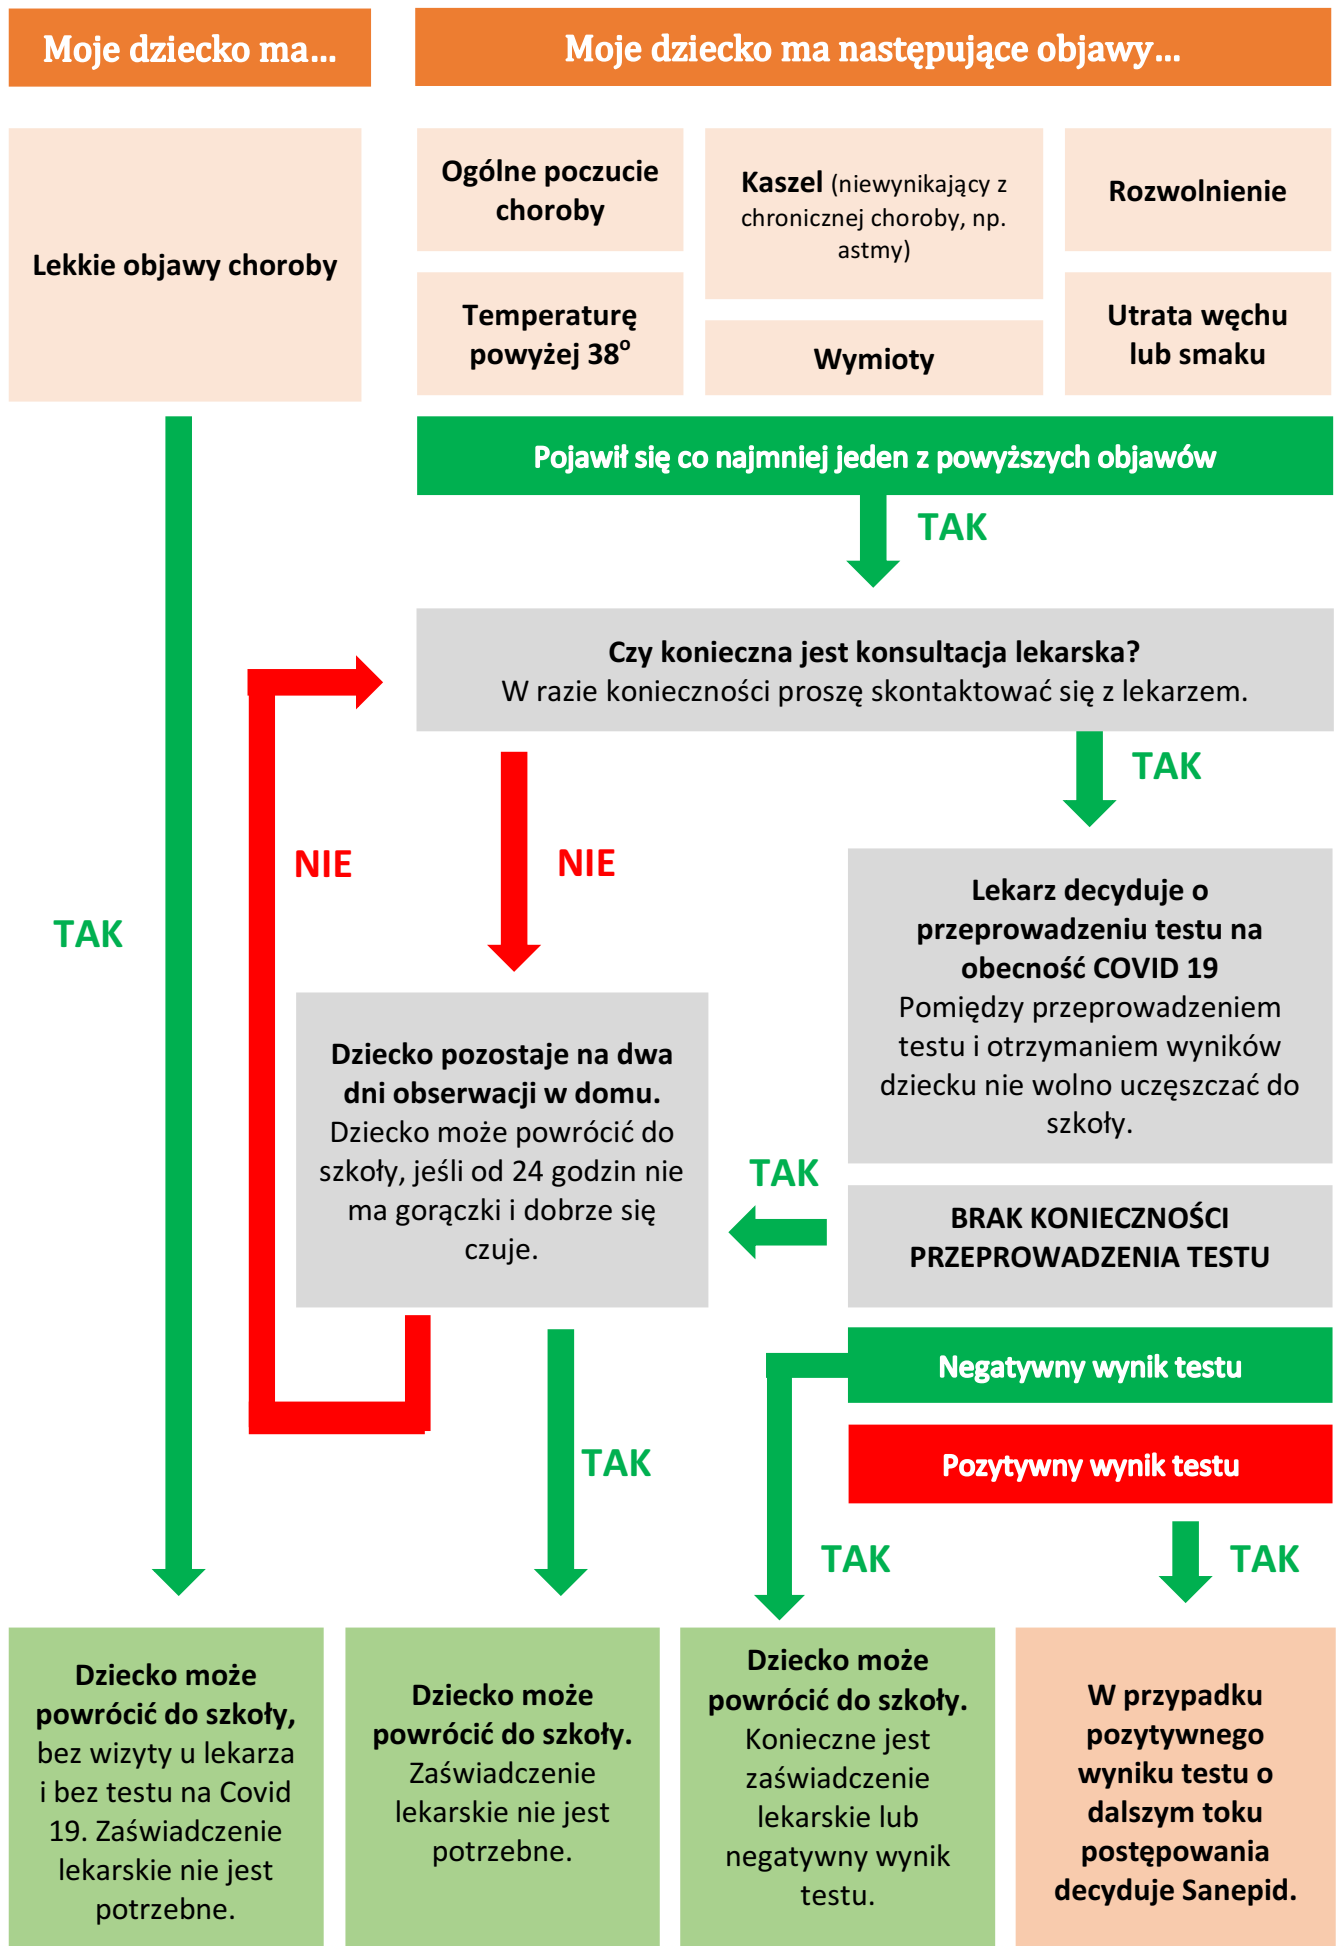 Moje dziecko ma...
Moje dziecko ma następujące objawy...
Lekkie objawy choroby
Ogólne poczucie
choroby
Kaszel (niewynikający z
chronicznej choroby, np.
astmy)
Rozwolnienie
Temperaturę
powyżej 38°
Wymioty
Utrata węchu
lub smaku
Pojawił się co najmniej jeden z powyższych objawów
TAK
Czy konieczna jest konsultacja lekarska?
W razie konieczności proszę skontaktować się z lekarzem.
TAK
NIE
NIE
TAK
Lekarz decyduje o
przeprowadzeniu testu na
obecność COVID 19
Pomiędzy przeprowadzeniem
testu i otrzymaniem wyników
dziecku nie wolno uczęszczać do
szkoły.
Dziecko pozostaje na dwa
dni obserwacji w domu.
Dziecko może powrócić do
szkoły, jeśli od 24 godzin nie
ma gorączki i dobrze się
czuje.
TAK
BRAK KONIECZNOŚCI
PRZEPROWADZENIA TESTU
Negatywny wynik testu
Pozytywny wynik testu
TAK
TAK
TAK
Dziecko może
powrócić do szkoły,
bez wizyty u lekarza
i bez testu na Covid
19. Zaświadczenie
lekarskie nie jest
potrzebne.
Dziecko może
powrócić do szkoły.
Zaświadczenie
lekarskie nie jest
potrzebne.
Dziecko może
powrócić do szkoły.
Konieczne jest
zaświadczenie
lekarskie lub
negatywny wynik
testu.
W przypadku
pozytywnego
wyniku testu o
dalszym toku
postępowania
decyduje Sanepid.